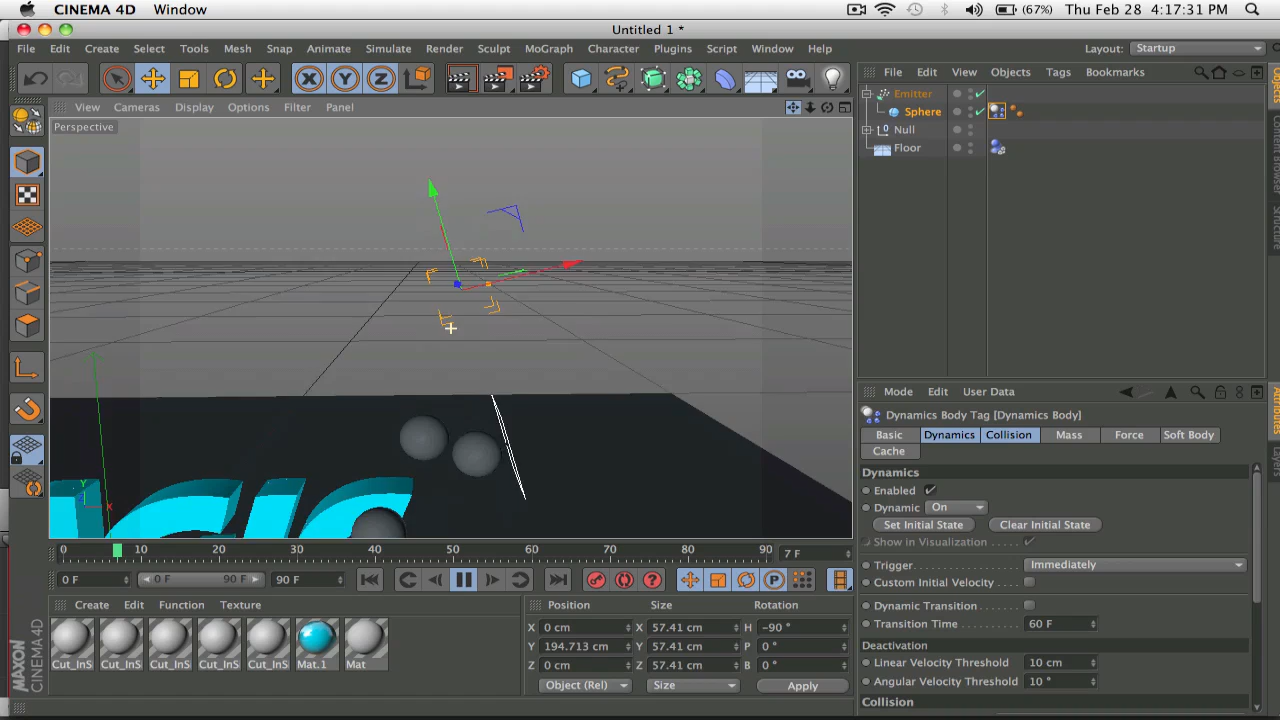 CINEMA 4D Window (67%) Thu Feb 28 4:17:31 PM
Untitled 1 *
File Edit Create Select Tools Mesh Snap Animate Simulate Render Sculpt MoGraph Character Plugins Script Window Help Layout: Startup
X Y Z
File Edit View Objects Tags Bookmarks
View Cameras Display Options Filter Panel
Perspective
Emitter
Sphere
Null
Floor
Objects
Content Browser
Structure
Mode Edit User Data
Attributes
Layers
Dynamics Body Tag [Dynamics Body]
Basic Dynamics Collision Mass Force Soft Body
Cache
Dynamics
Enabled
Dynamic On
Set Initial State Clear Initial State
Show in Visualization
Trigger Immediately
Custom Initial Velocity
Dynamic Transition
Transition Time 60 F
Deactivation
Linear Velocity Threshold 10 cm
Angular Velocity Threshold 10 °
Collision
Y
X
Z
0 10 20 30 40 50 60 70 80 90 7 F
0 F 0 F 90 F 90 F
P
Create Edit Function Texture
Cut_InS Cut_InS Cut_InS Cut_InS Cut_InS Mat.1 Mat
Position Size Rotation
X 0 cm X 57.41 cm H -90 °
Y 194.713 cm Y 57.41 cm P 0 °
Z 0 cm Z 57.41 cm B 0 °
Object (Rel) Size Apply
MAXON CINEMA 4D